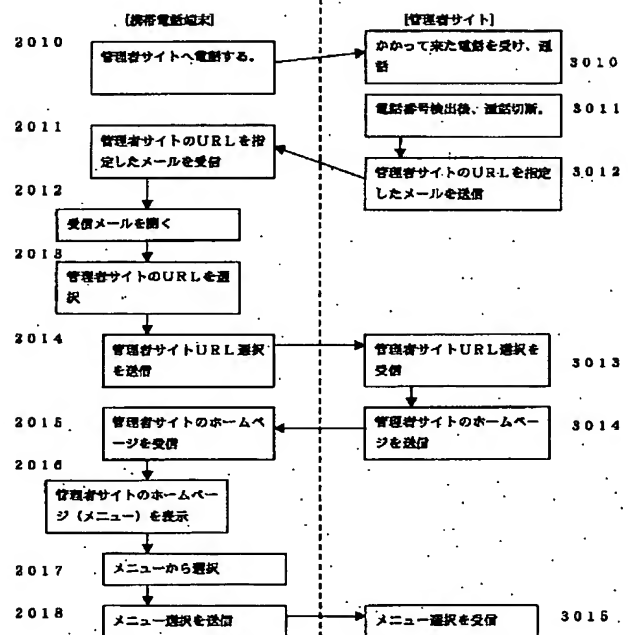 [携帯電話端末]
[管理者サイト]
2010
管理者サイトへ電話する。
かかって来た電話を受け、通
話
3010
電話番号検出後、通話切断。
3011
2011
管理者サイトのURLを指
定したメールを受信
管理者サイトのURLを指定
したメールを送信
3012
2012
受信メールを開く
2013
管理者サイトのURLを選
択
2014
管理者サイトURL選択
を送信
管理者サイトURL選択を
受信
3013
2015
管理者サイトのホームペ
ージを受信
管理者サイトのホームペー
ジを送信
3014
2016
管理者サイトのホームペー
ジ(メニュー)を表示
2017
メニューから選択
2018
メニュー選択を送信
メニュー選択を受信
3015